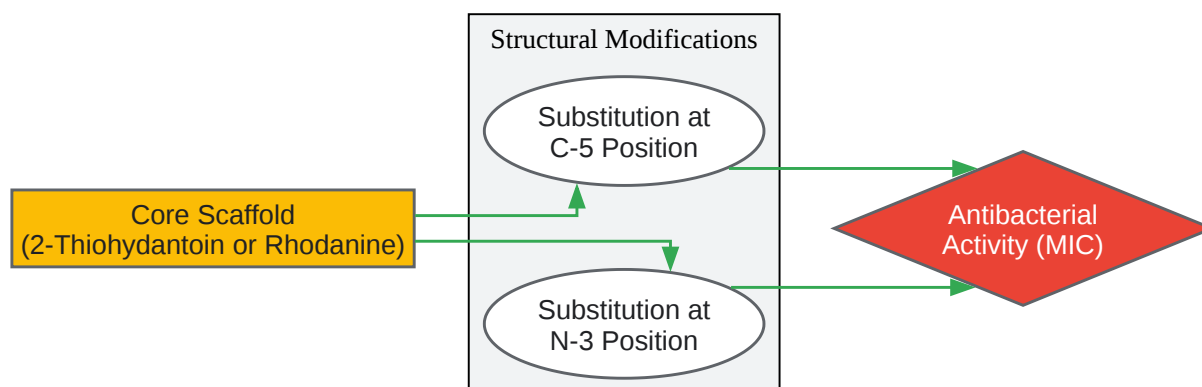 Structural Modifications
Substitution at
C-5 Position
Core Scaffold
(2-Thiohydantoin or Rhodanine)
Antibacterial
Activity (MIC)
Substitution at
N-3 Position